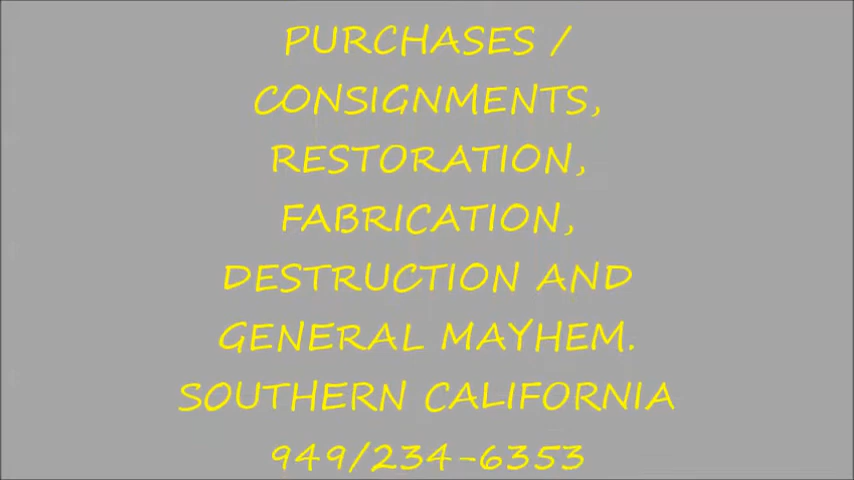 PURCHASES /
CONSIGNMENTS,
RESTORATION,
FABRICATION,
DESTRUCTION AND
GENERAL MAYHEM.
SOUTHERN CALIFORNIA
949/234-6353